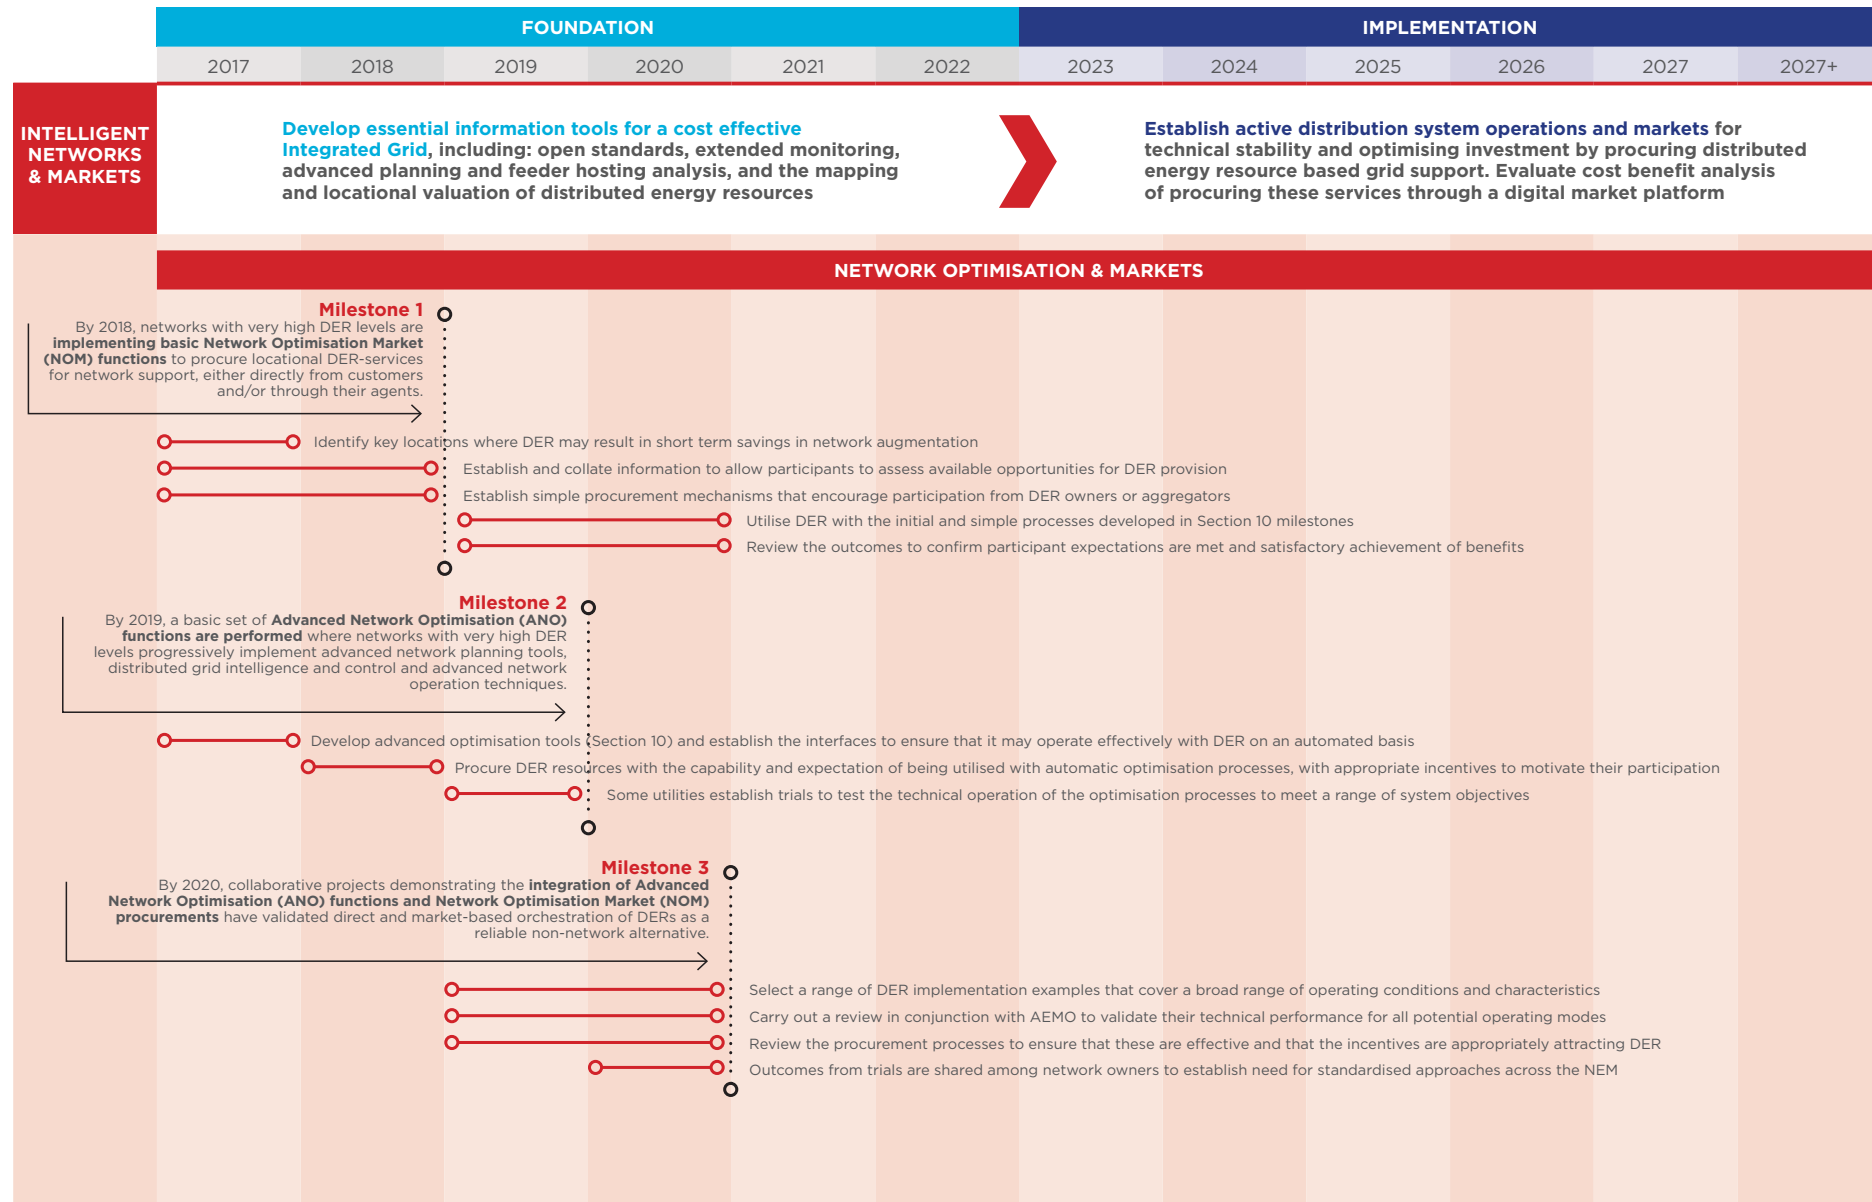 FOUNDATION
IMPLEMENTATION
2017
2018
2019
2020
2021
2022
2023
2024
2025
2026
2027
2027+
INTELLIGENT
NETWORKS
& MARKETS
Develop essential information tools for a cost effective
Integrated Grid, including: open standards, extended monitoring,
advanced planning and feeder hosting analysis, and the mapping
and locational valuation of distributed energy resources
Establish active distribution system operations and markets for
technical stability and optimising investment by procuring distributed
energy resource based grid support. Evaluate cost benefit analysis
of procuring these services through a digital market platform
NETWORK OPTIMISATION & MARKETS
Milestone 1
By 2018, networks with very high DER levels are
implementing basic Network Optimisation Market
(NOM) functions to procure locational DER-services
for network support, either directly from customers
and/or through their agents.
Identify key locations where DER may result in short term savings in network augmentation
Establish and collate information to allow participants to assess available opportunities for DER provision
Establish simple procurement mechanisms that encourage participation from DER owners or aggregators
Utilise DER with the initial and simple processes developed in Section 10 milestones
Review the outcomes to confirm participant expectations are met and satisfactory achievement of benefits
Milestone 2
By 2019, a basic set of Advanced Network Optimisation (ANO)
functions are performed where networks with very high DER
levels progressively implement advanced network planning tools,
distributed grid intelligence and control and advanced network
operation techniques.
Develop advanced optimisation tools (Section 10) and establish the interfaces to ensure that it may operate effectively with DER on an automated basis
Procure DER resources with the capability and expectation of being utilised with automatic optimisation processes, with appropriate incentives to motivate their participation
Some utilities establish trials to test the technical operation of the optimisation processes to meet a range of system objectives
Milestone 3
By 2020, collaborative projects demonstrating the integration of Advanced
Network Optimisation (ANO) functions and Network Optimisation Market (NOM)
procurements have validated direct and market-based orchestration of DERs as a
reliable non-network alternative.
Select a range of DER implementation examples that cover a broad range of operating conditions and characteristics
Carry out a review in conjunction with AEMO to validate their technical performance for all potential operating modes
Review the procurement processes to ensure that these are effective and that the incentives are appropriately attracting DER
Outcomes from trials are shared among network owners to establish need for standardised approaches across the NEM